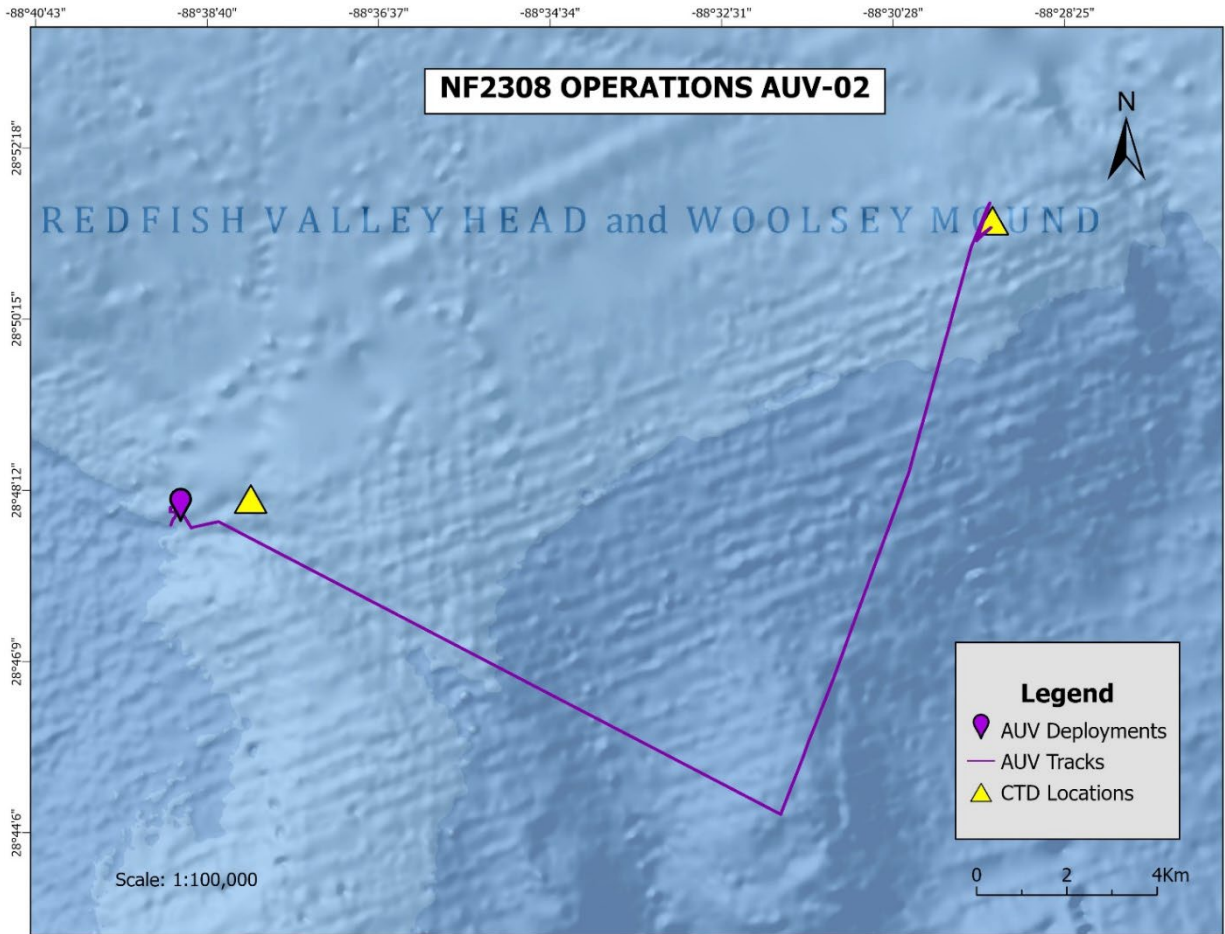 -88°40'43" -88°38'40" -88°36'37" -88°34'34" -88°32'31" -88°30'28" -88°28'25"
NF2308 OPERATIONS AUV-02
N
28°52'18"
REDFISH VALLEY HEAD and WOOLSEY MOUND
28°50'15"
28°48'12"
28°46'9"
Legend
AUV Deployments
AUV Tracks
CTD Locations
28°44'6"
Scale: 1:100,000
0 2 4Km